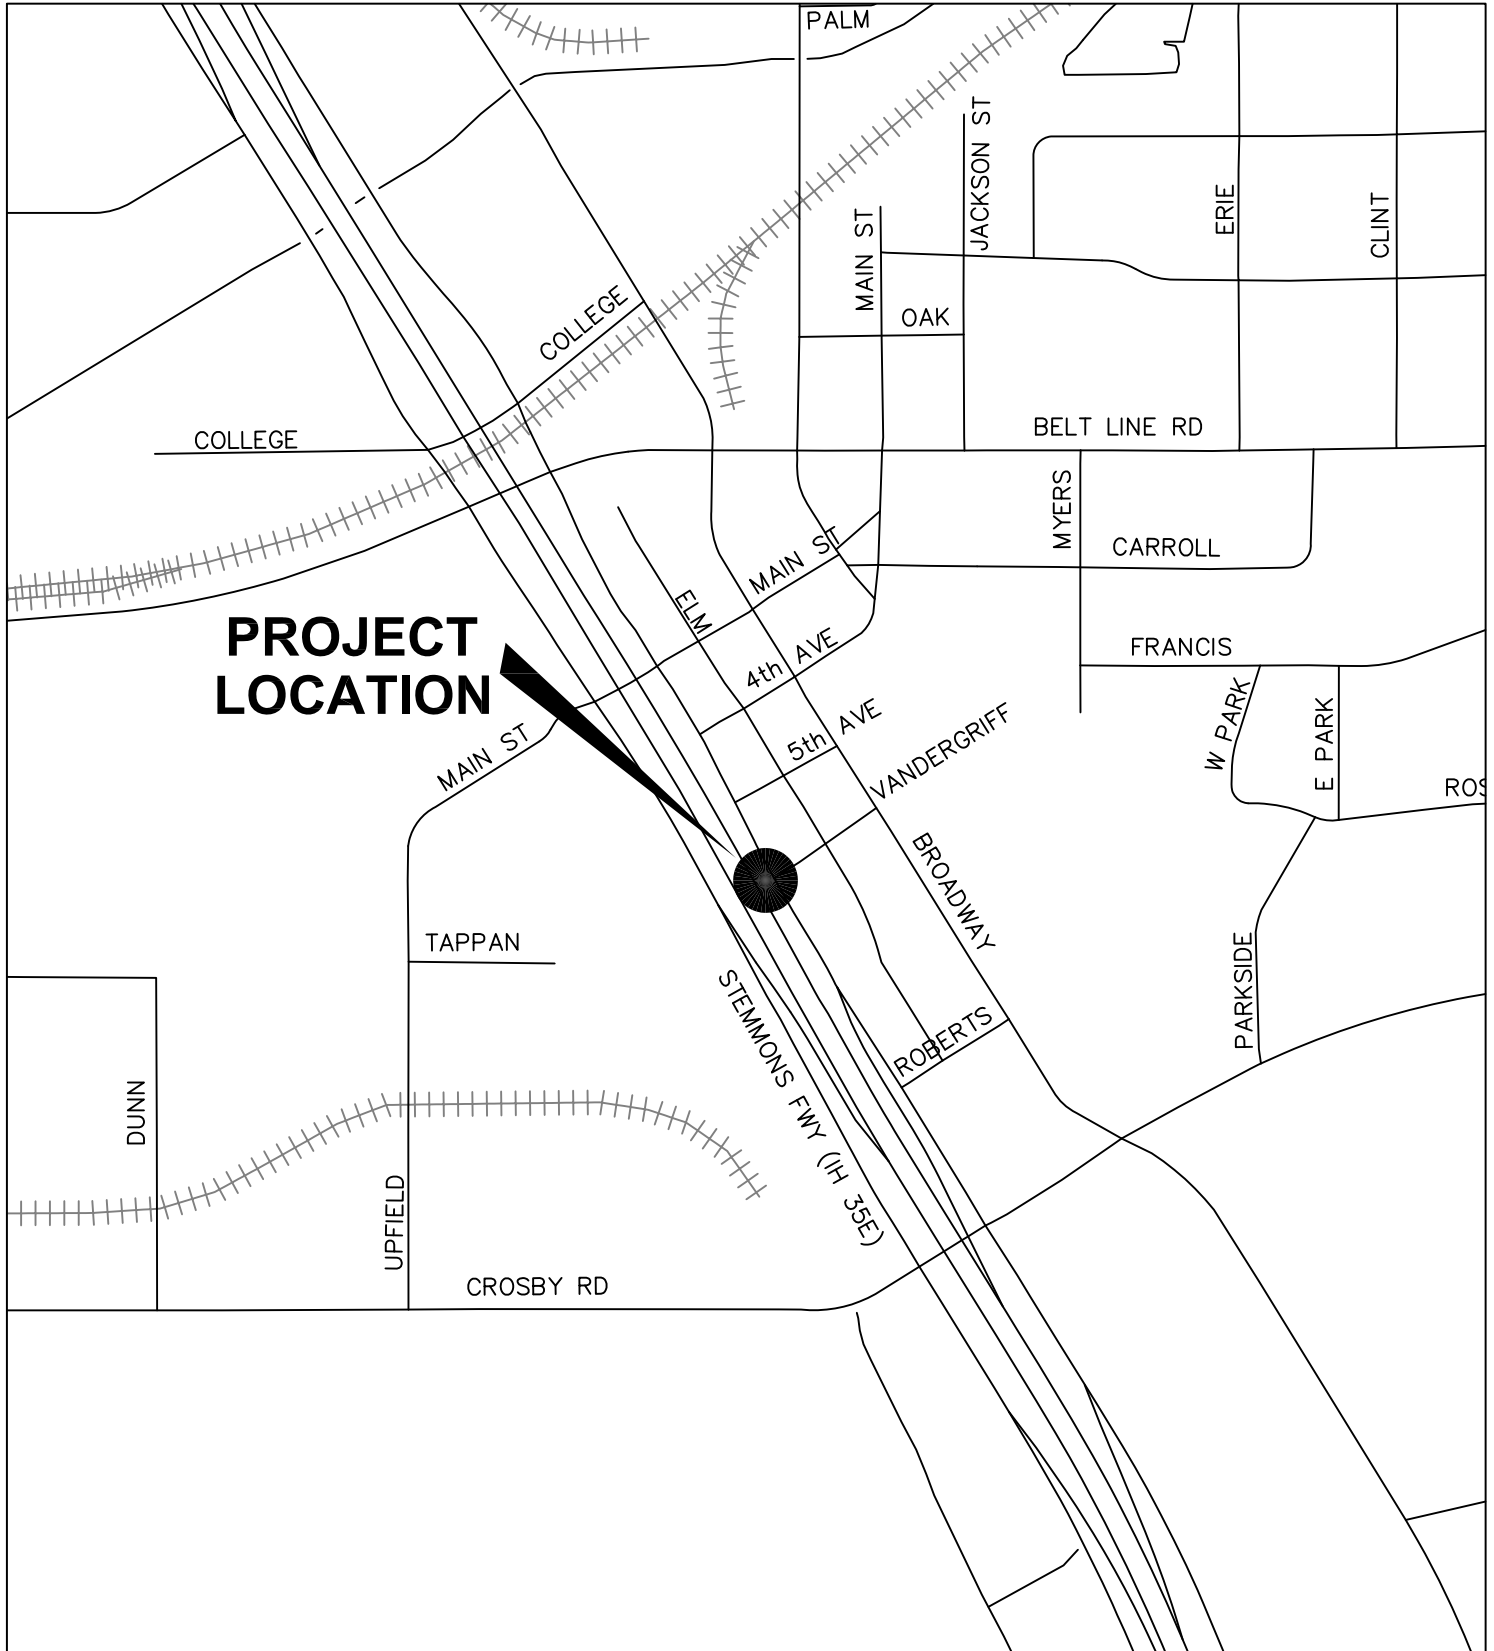 PALM
JACKSON ST
MAIN ST
ERIE
CLINT
OAK
COLLEGE
COLLEGE
BELT LINE RD
MYERS
CARROLL
MAIN ST
ELM
PROJECT
LOCATION
4th AVE
FRANCIS
5th AVE
VANDERGRIFF
W PARK
E PARK
MAIN ST
ROS
BROADWAY
TAPPAN
PARKSIDE
STEMMONS FWY (IH 35E)
ROBERTS
DUNN
UPFIELD
CROSBY RD